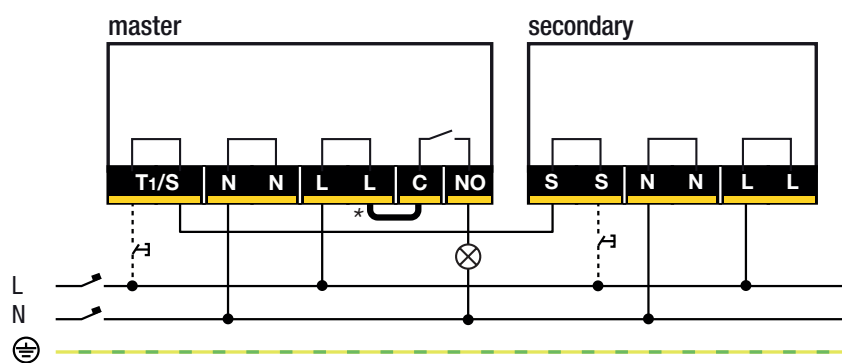 master
secondary
T1/S N N L L C NO
S S N N L L
*
L
N